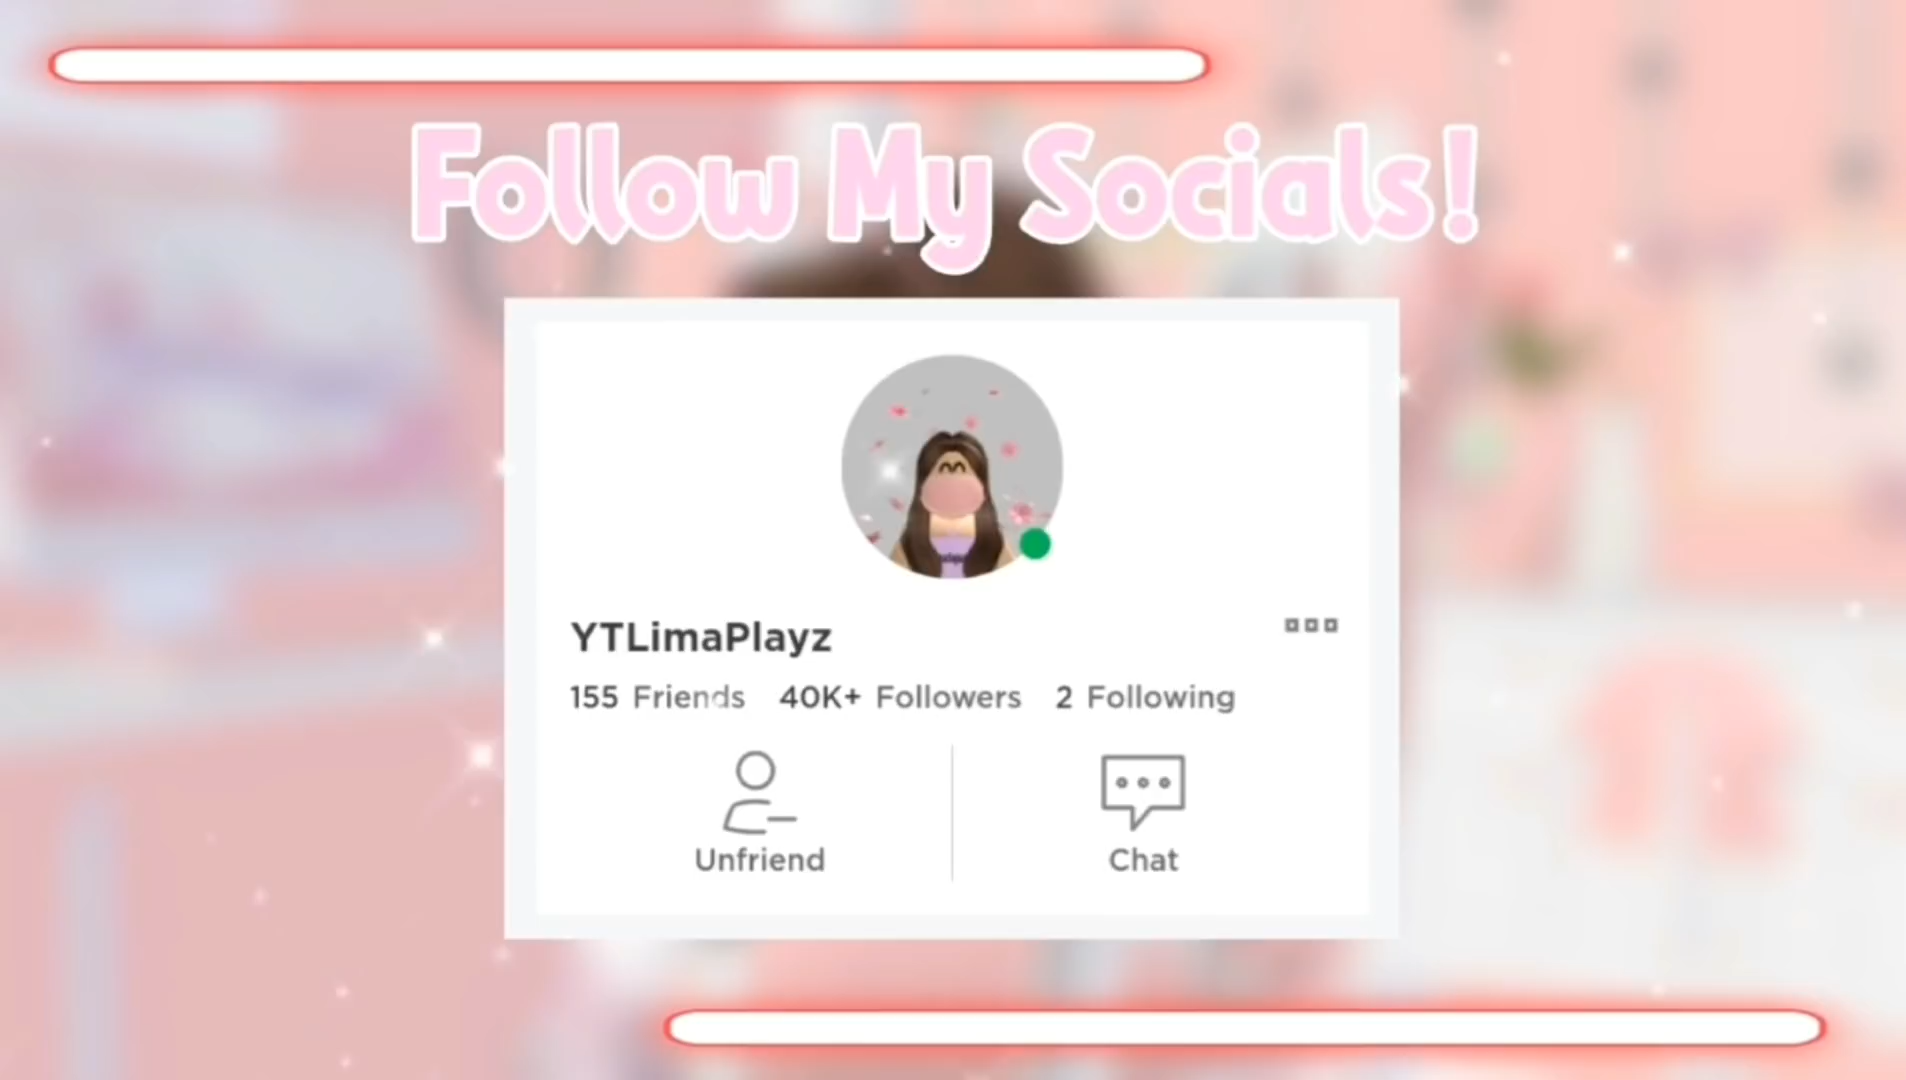 Follow My Socials!
YTLimaPlayz
155 Friends 40K+ Followers 2 Following
Unfriend Chat